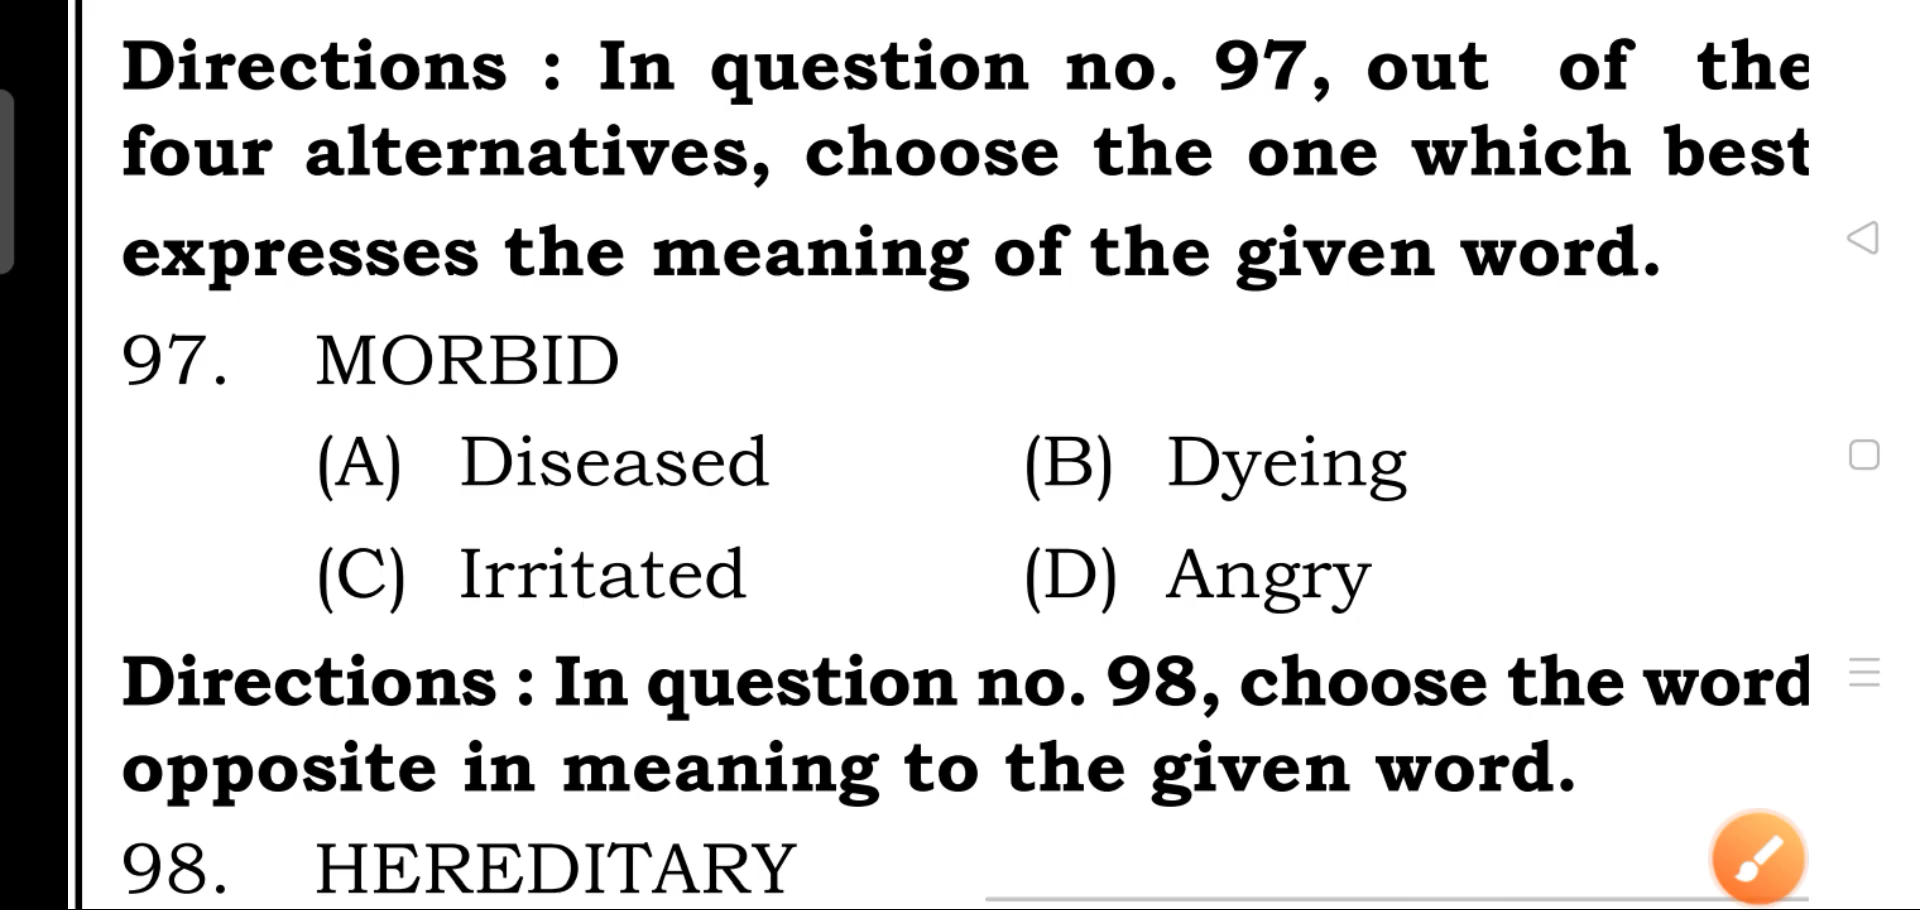 Directions : In question no. 97, out of the
four alternatives, choose the one which best
expresses the meaning of the given word.
97. MORBID
(A) Diseased (B) Dyeing
(C) Irritated (D) Angry
Directions : In question no. 98, choose the word
opposite in meaning to the given word.
98. HEREDITARY